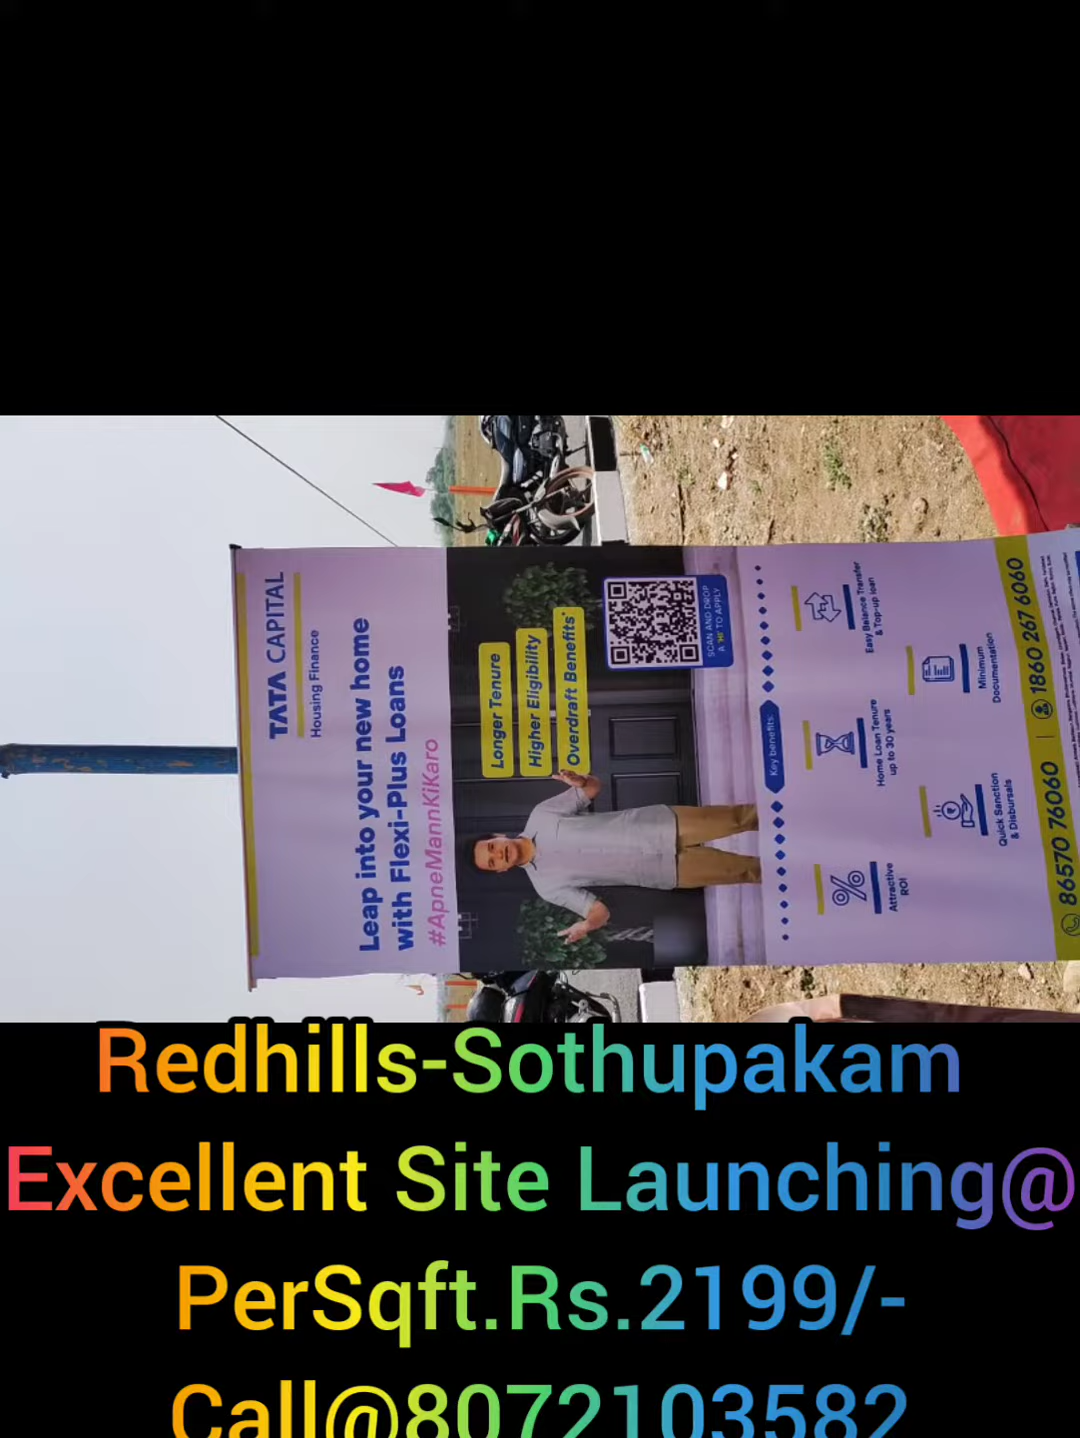 TATA CAPITAL
Housing Finance
Leap into your new home
with Flexi-Plus Loans
#ApneMannKiKaro
Longer Tenure
Higher Eligibility
Overdraft Benefits*
SCAN AND DROP
A 'HI' TO APPLY
Key benefits:
Attractive
ROI
Quick Sanction
& Disbursals
Home Loan Tenure
up to 30 years
Minimum
Documentation
Easy Balance Transfer
& Top-up loan
86570 76060 | 1860 267 6060
Redhills-Sothupakam
Excellent Site Launching@
PerSqft.Rs.2199/-
Call@8072103582